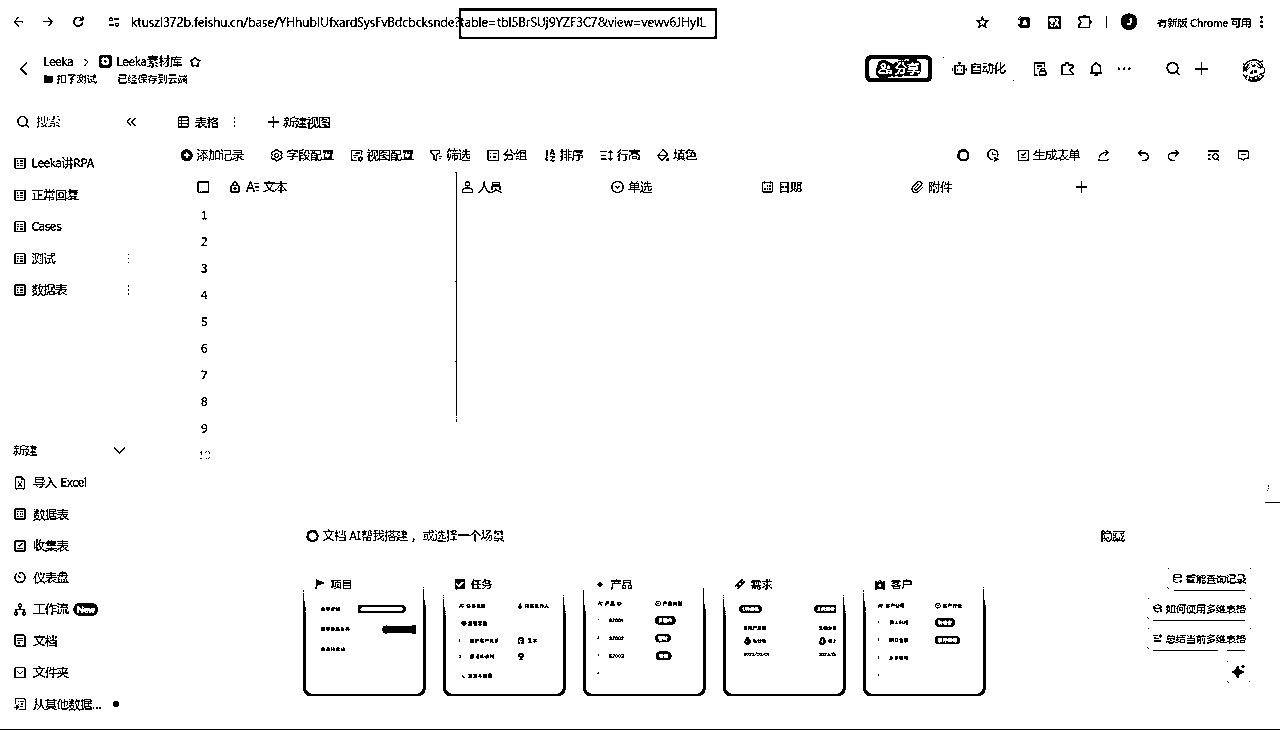 ktuszl372b.feishu.cn/base/YHhublUfxardSysFvBdcbcksnde?table=tbl5BrSUj9YZF3C7&view=vewv6JHyIL
J
有新版 Chrome 可用
Leeka
Leeka素材库
扣子测试 已经保存到云端
分享
自动化
搜索
表格
新建视图
添加记录 字段配置 视图配置 筛选 分组 排序 行高 填色
生成表单
Leeka讲RPA
正常回复
Cases
测试
数据表
文本 人员 单选 日期 附件
1
2
3
4
5
6
7
8
9
10
新建
导入 Excel
数据表
收集表
仪表盘
工作流 New
文档
文件夹
从其他数据...
文档 AI帮我搭建，或选择一个场景
隐藏
项目 任务 产品 需求 客户
智能查询记录
如何使用多维表格
总结当前多维表格